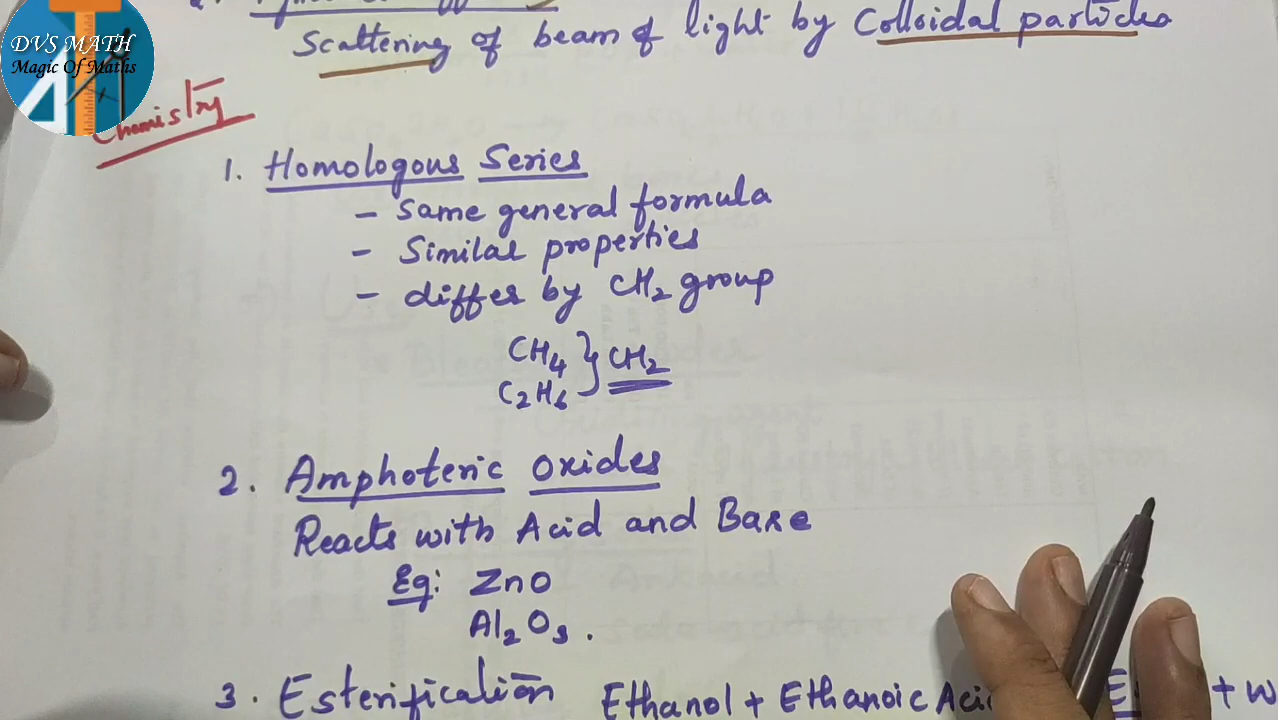 Scattering of beam of light by Colloidal particles
DVS MATH
Magic Of Maths
Chemistry
1. Homologous Series
- Same general formula
- Similar properties
- differ by CH₂ group
CH₄
C₂H₆ } CH₂
2. Amphoteric Oxides
Reacts with Acid and Base
Eg: ZnO
Al₂O₃.
3. Esterification Ethanol + Ethanoic + W